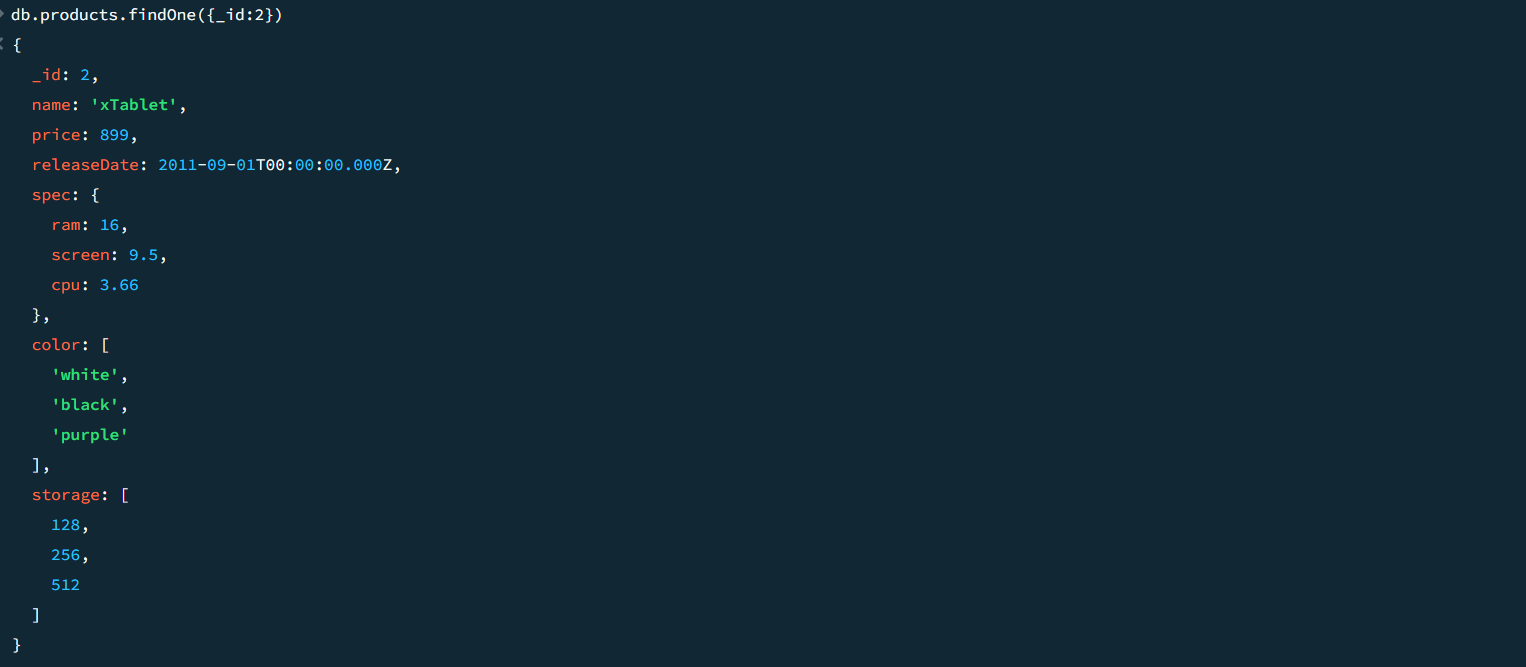 db.products.findOne({_id:2})
{
  _id: 2,
  name: 'xTablet',
  price: 899,
  releaseDate: 2011-09-01T00:00:00.000Z,
  spec: {
    ram: 16,
    screen: 9.5,
    cpu: 3.66
  },
  color: [
    'white',
    'black',
    'purple'
  ],
  storage: [
    128,
    256,
    512
  ]
}